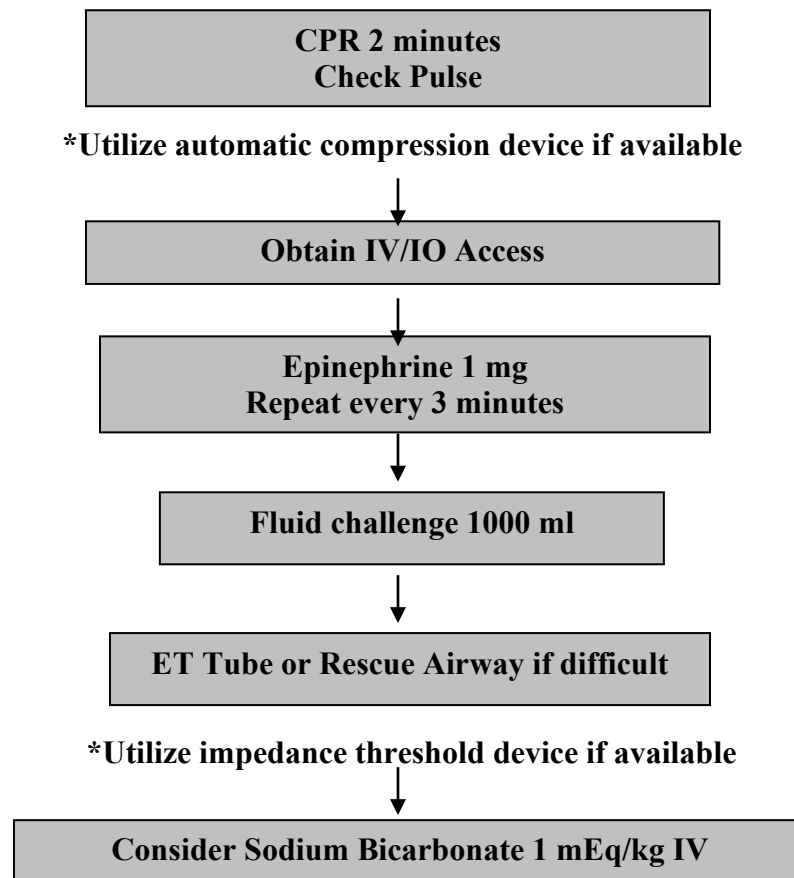 CPR 2 minutes
Check Pulse
*Utilize automatic compression device if available
Obtain IV/IO Access
Epinephrine 1 mg
Repeat every 3 minutes
Fluid challenge 1000 ml
ET Tube or Rescue Airway if difficult
*Utilize impedance threshold device if available
Consider Sodium Bicarbonate 1 mEq/kg IV